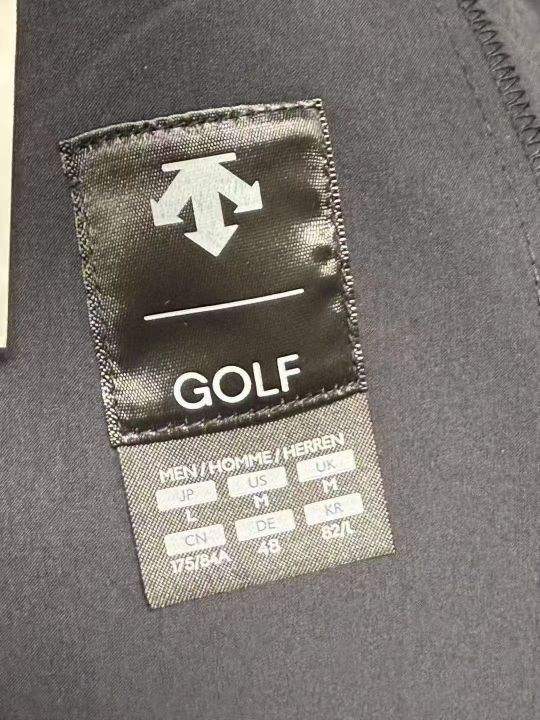 GOLF
MEN/HOMME/HERREN
JP US UK
L M M
CN DE KR
175/84A 48 82/L